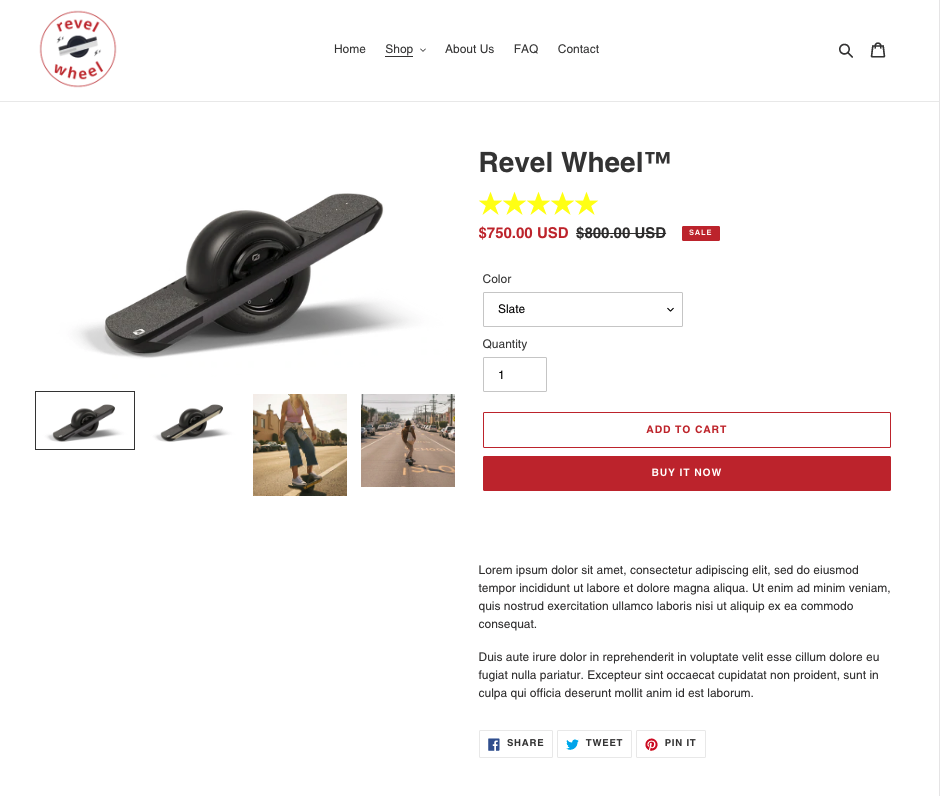 revel
wheel
Home
Shop
About Us
FAQ
Contact
Revel Wheel™
$750.00 USD $800.00 USD SALE
Color
Slate
Quantity
1
ADD TO CART
BUY IT NOW
Lorem ipsum dolor sit amet, consectetur adipiscing elit, sed do eiusmod
tempor incididunt ut labore et dolore magna aliqua. Ut enim ad minim veniam,
quis nostrud exercitation ullamco laboris nisi ut aliquip ex ea commodo
consequat.
Duis aute irure dolor in reprehenderit in voluptate velit esse cillum dolore eu
fugiat nulla pariatur. Excepteur sint occaecat cupidatat non proident, sunt in
culpa qui officia deserunt mollit anim id est laborum.
SHARE
TWEET
PIN IT